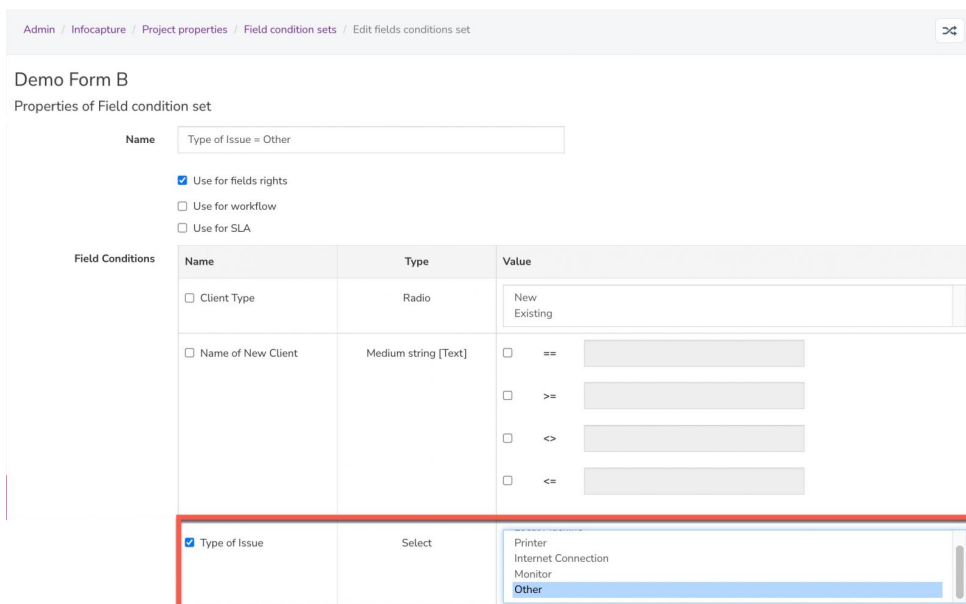 Admin / Infocapture / Project properties / Field condition sets / Edit fields conditions set
Demo Form B
Properties of Field condition set
Name Type of Issue = Other
Use for fields rights
Use for workflow
Use for SLA
Field Conditions Name Type Value
Client Type Radio New
Existing
Name of New Client Medium string [Text] ==
>=
<>
<=
Type of Issue Select Printer
Internet Connection
Monitor
Other